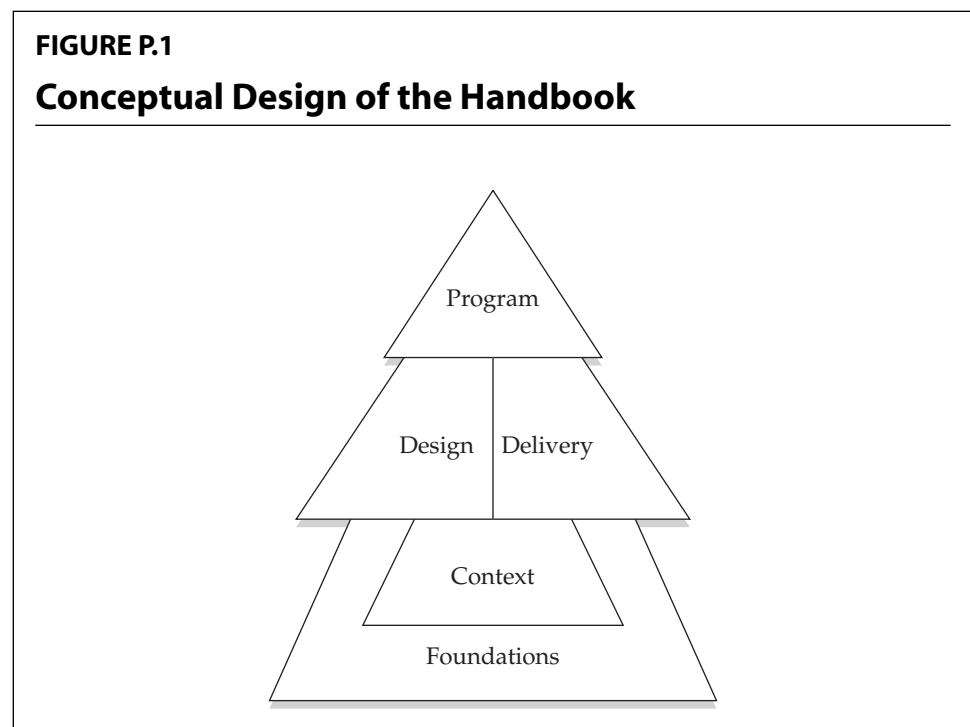 FIGURE P.1
Conceptual Design of the Handbook
Program
Design Delivery
Context
Foundations